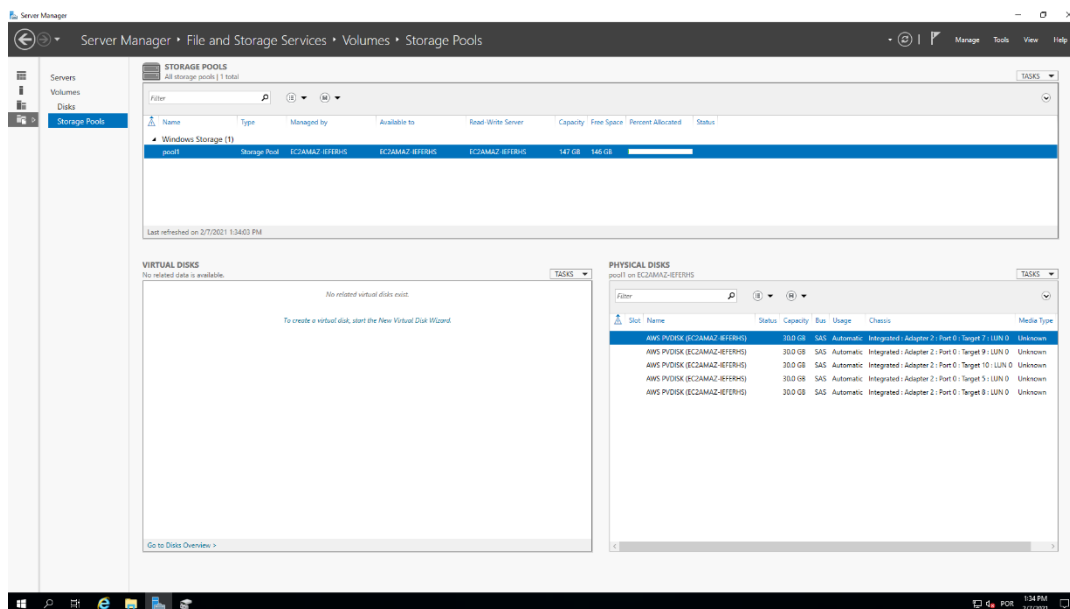 Server Manager
Server Manager • File and Storage Services • Volumes • Storage Pools
Manage Tools View Help
Servers
Volumes
Disks
Storage Pools
STORAGE POOLS
All storage pools | 1 total
TASKS
Filter
Name Type Managed by Available to Read-Write Server Capacity Free Space Percent Allocated Status
Windows Storage (1)
pool1 Storage Pool EC2AMAZ-IEFERHS EC2AMAZ-IEFERHS EC2AMAZ-IEFERHS 147 GB 146 GB
Last refreshed on 2/7/2021 1:34:03 PM
VIRTUAL DISKS
No related data is available.
TASKS
No related virtual disks exist.
To create a virtual disk, start the New Virtual Disk Wizard.
Go to Disks Overview >
PHYSICAL DISKS
pool1 on EC2AMAZ-IEFERHS
TASKS
Filter
Slot Name Status Capacity Bus Usage Chassis Media Type
AWS PVDISK (EC2AMAZ-IEFERHS) 30.0 GB SAS Automatic Integrated : Adapter 2 : Port 0 : Target 7 : LUN 0 Unknown
AWS PVDISK (EC2AMAZ-IEFERHS) 30.0 GB SAS Automatic Integrated : Adapter 2 : Port 0 : Target 9 : LUN 0 Unknown
AWS PVDISK (EC2AMAZ-IEFERHS) 30.0 GB SAS Automatic Integrated : Adapter 2 : Port 0 : Target 10 : LUN 0 Unknown
AWS PVDISK (EC2AMAZ-IEFERHS) 30.0 GB SAS Automatic Integrated : Adapter 2 : Port 0 : Target 5 : LUN 0 Unknown
AWS PVDISK (EC2AMAZ-IEFERHS) 30.0 GB SAS Automatic Integrated : Adapter 2 : Port 0 : Target 8 : LUN 0 Unknown
POR
1:34 PM
2/7/2021